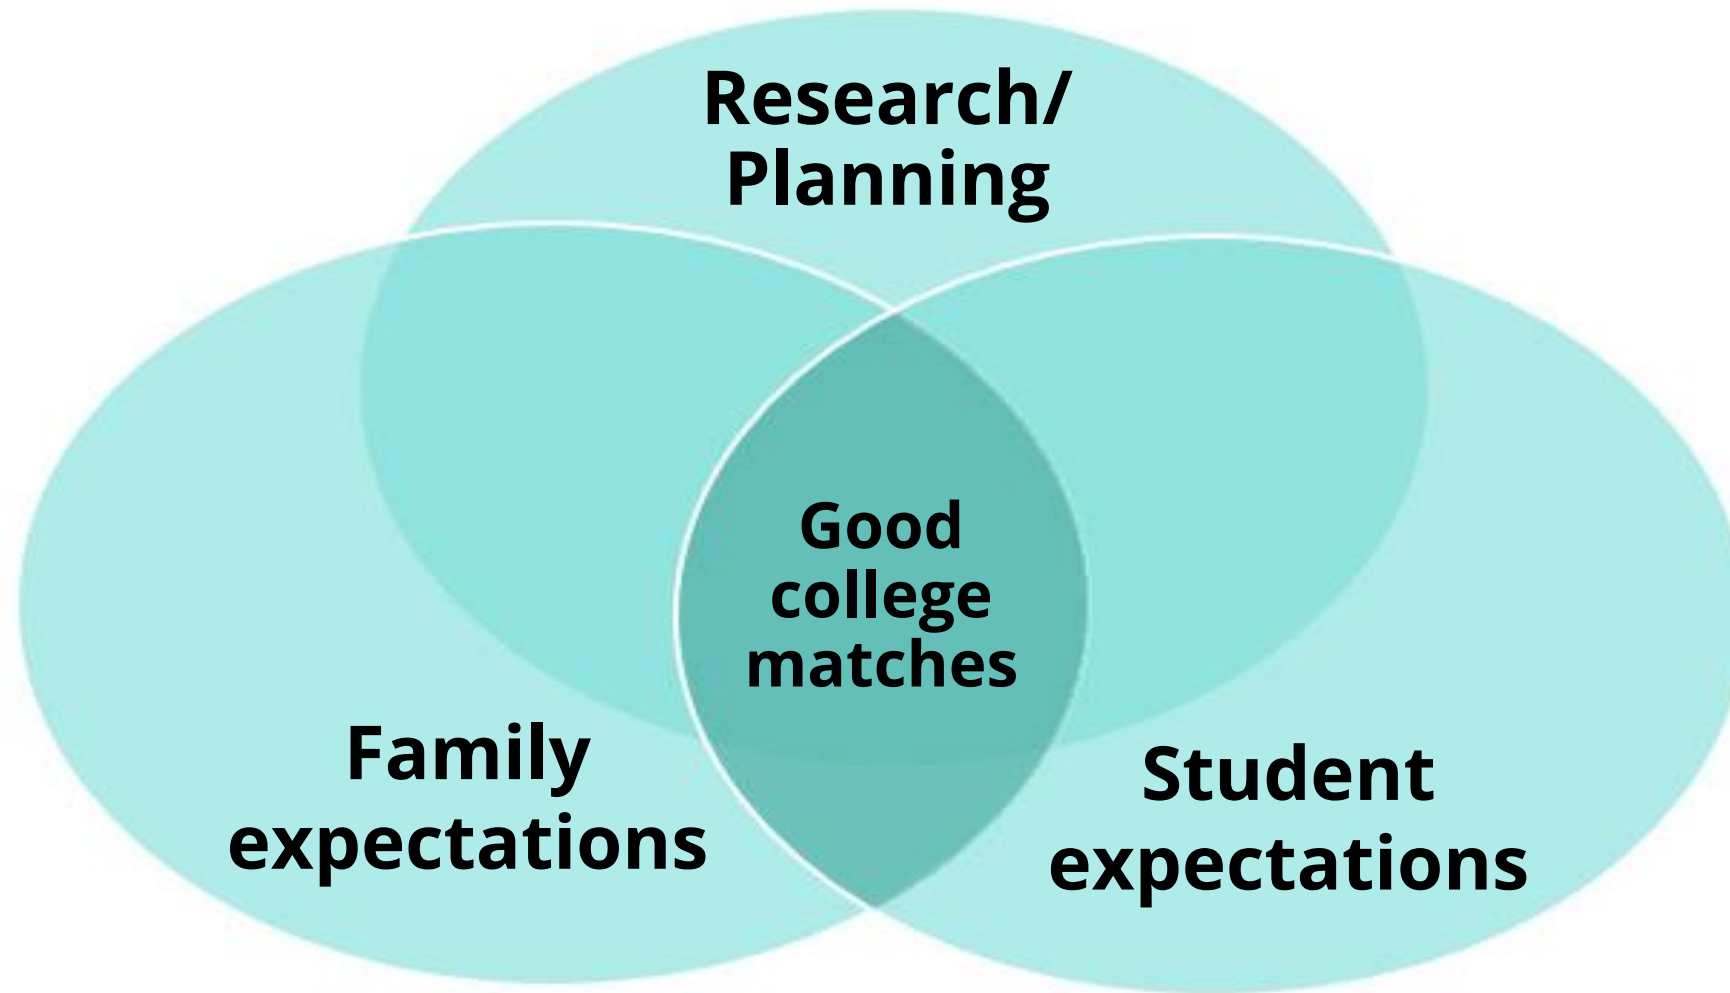 Research/
Planning
Good
college
matches
Family
expectations
Student
expectations